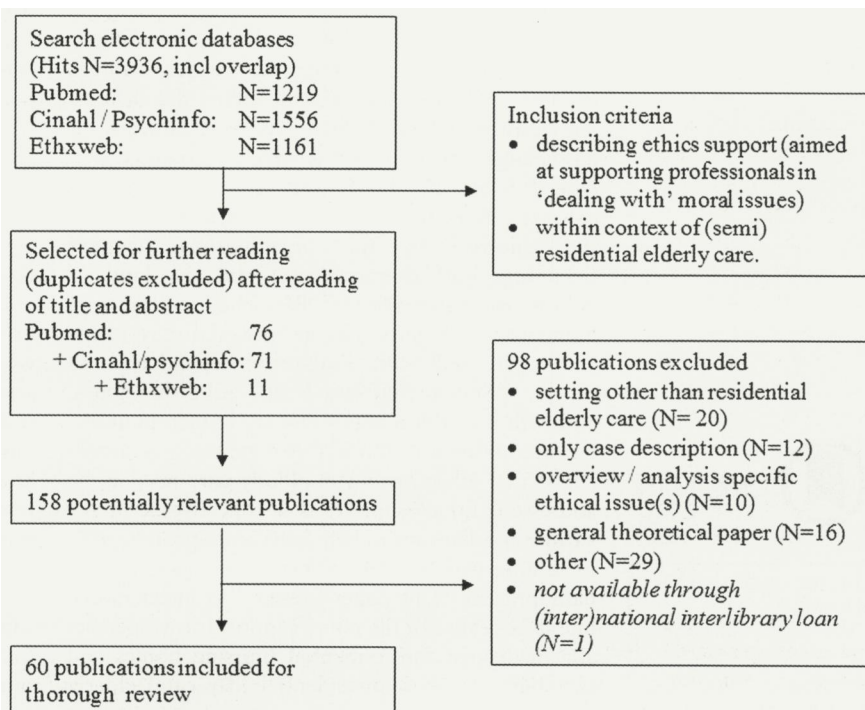 Search electronic databases
(Hits N=3936, incl overlap)
Pubmed: N=1219
Cinahl / Psychinfo: N=1556
Ethxweb: N=1161
Inclusion criteria
• describing ethics support (aimed
at supporting professionals in
‘dealing with’ moral issues)
• within context of (semi)
residential elderly care.
Selected for further reading
(duplicates excluded) after reading
of title and abstract
Pubmed: 76
+ Cinahl/psychinfo: 71
+ Ethxweb: 11
98 publications excluded
• setting other than residential
elderly care (N= 20)
• only case description (N=12)
• overview / analysis specific
ethical issue(s) (N=10)
• general theoretical paper (N=16)
• other (N=29)
• not available through
(inter)national interlibrary loan
(N=1)
158 potentially relevant publications
60 publications included for
thorough review